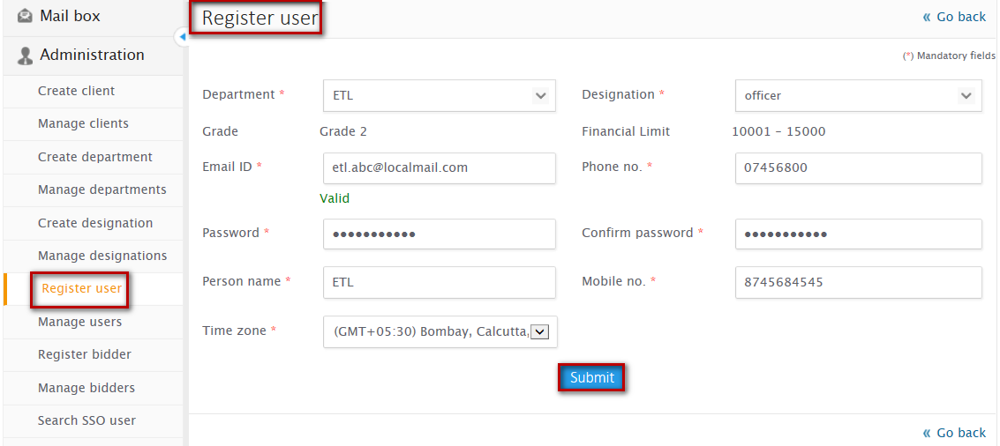 Mail box
Administration
Create client
Manage clients
Create department
Manage departments
Create designation
Manage designations
Register user
Manage users
Register bidder
Manage bidders
Search SSO user
Register user
« Go back
(*) Mandatory fields
Department * ETL Designation * officer
Grade Grade 2 Financial Limit 10001 - 15000
Email ID * etl.abc@localmail.com Phone no. * 07456800
Valid
Password * ●●●●●●●●●●● Confirm password * ●●●●●●●●●●●
Person name * ETL Mobile no. * 8745684545
Time zone * (GMT+05:30) Bombay, Calcutta,
Submit
« Go back